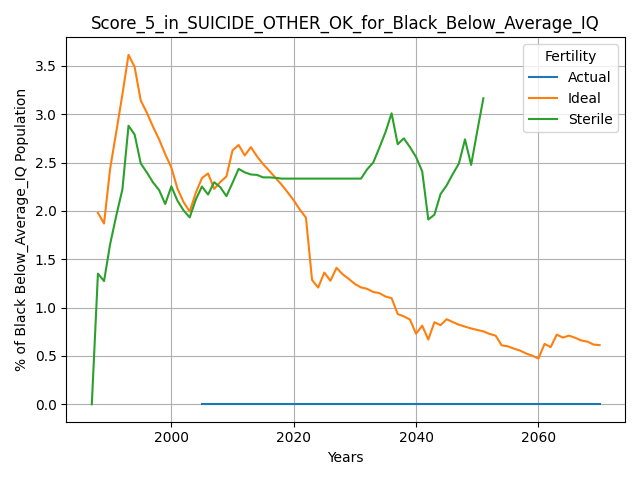 Score_5_in_SUICIDE_OTHER_OK_for_Black_Below_Average_IQ
Fertility
Actual
Ideal
Sterile
% of Black Below_Average_IQ Population
3.5
3.0
2.5
2.0
1.5
1.0
0.5
0.0
2000 2020 2040 2060
Years